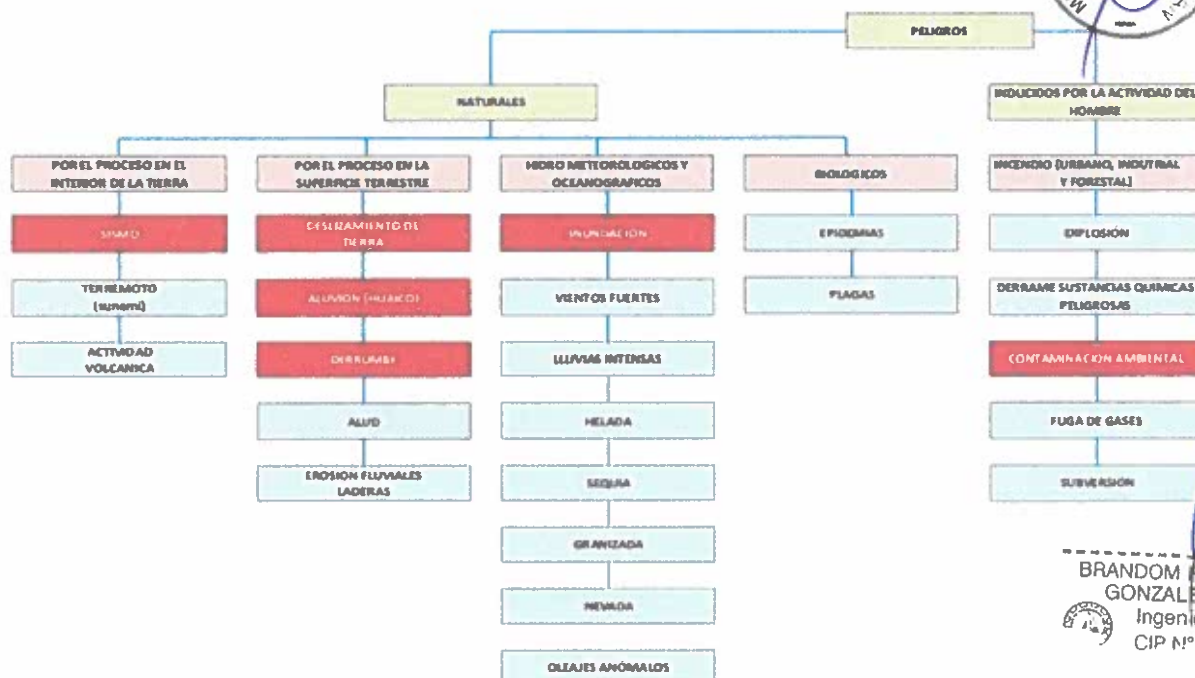 PELIGROS
NATURALES
INDUCIDOS POR LA ACTIVIDAD DEL
HOMBRE
POR EL PROCESO EN EL
INTERIOR DE LA TIERRA
SISMO
TERREMOTO
(sunami)
ACTIVIDAD
VOLCANICA
POR EL PROCESO EN LA
SUPERFICIE TERRESTRE
DESLIZAMIENTO DE
TIERRA
ALUVION (HUAICO)
DERRUMBE
ALUD
EROSION FLUVIALES
LADERAS
HIDRO METEOROLOGICOS Y
OCEANOGRAFICOS
INUNDACIÓN
VIENTOS FUERTES
LLUVIAS INTENSAS
HELADA
SEQUIA
GRANIZADA
NEVADA
OLEAJES ANÓMALOS
BIOLOGICOS
EPIDEMIAS
PLAGAS
INCENDIO (URBANO, INDUTRIAL
Y FORESTAL)
EXPLOSIÓN
DERRAME SUSTANCIAS QUIMICAS
PELIGROSAS
CONTAMINACION AMBIENTAL
FUGA DE GASES
SUBVERSIÓN
BRANDOM
GONZALE
Ingeni
CIP N°